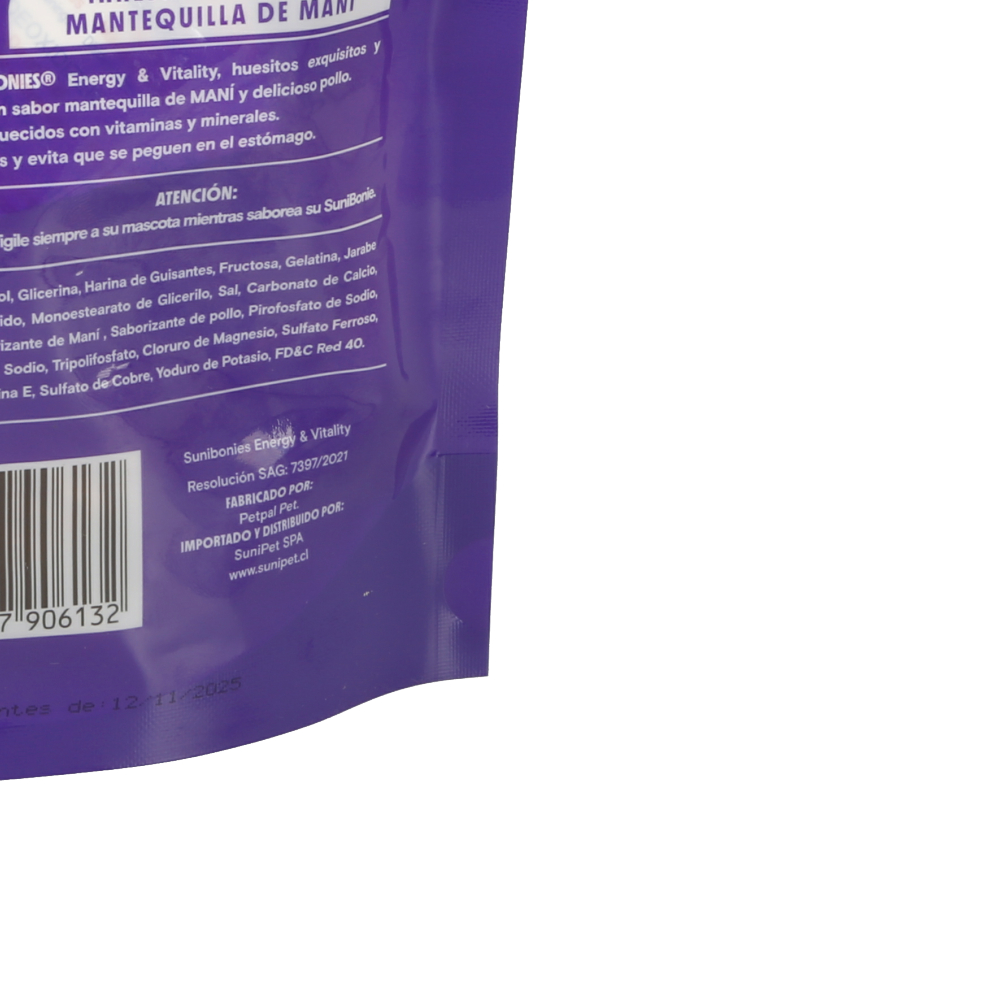 MANTEQUILLA DE MANÍ
ONIES® Energy & Vitality, huesitos exquisitos y
n sabor mantequilla de MANÍ y delicioso pollo.
uecidos con vitaminas y minerales.
s y evita que se peguen en el estómago.
ATENCIÓN:
igile siempre a su mascota mientras saborea su SuniBonie.
ol, Glicerina, Harina de Guisantes, Fructosa, Gelatina, Jarabe
ido, Monoestearato de Glicerilo, Sal, Carbonato de Calcio,
izante de Maní , Saborizante de pollo, Pirofosfato de Sodio,
Sodio, Tripolifosfato, Cloruro de Magnesio, Sulfato Ferroso,
na E, Sulfato de Cobre, Yoduro de Potasio, FD&C Red 40.
Sunibonies Energy & Vitality
Resolución SAG: 7397/2021
FABRICADO POR:
Petpal Pet.
IMPORTADO Y DISTRIBUIDO POR:
SuniPet SPA
www.sunipet.cl
7 906132
ntes de:12/11/2025